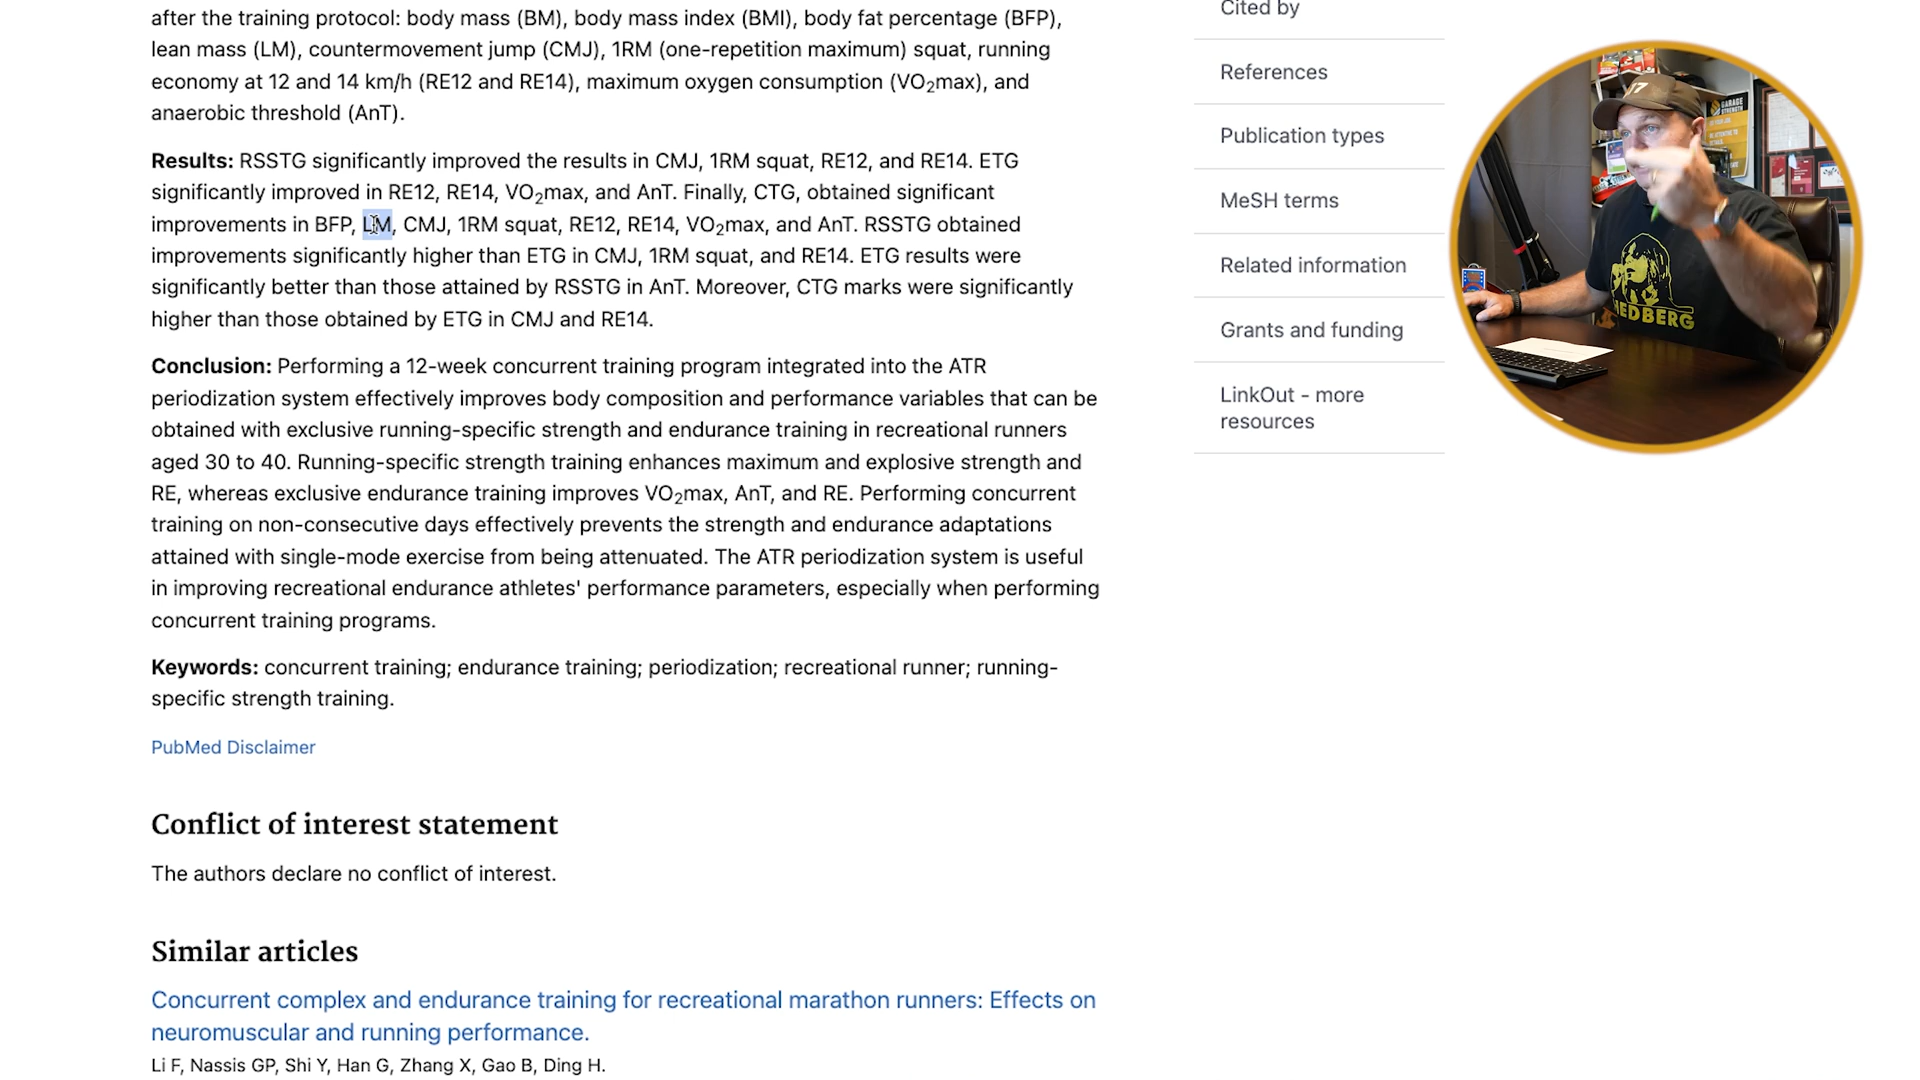 after the training protocol: body mass (BM), body mass index (BMI), body fat percentage (BFP),
lean mass (LM), countermovement jump (CMJ), 1RM (one-repetition maximum) squat, running
economy at 12 and 14 km/h (RE12 and RE14), maximum oxygen consumption (VO₂max), and
anaerobic threshold (AnT).
Results: RSSTG significantly improved the results in CMJ, 1RM squat, RE12, and RE14. ETG
significantly improved in RE12, RE14, VO₂max, and AnT. Finally, CTG, obtained significant
improvements in BFP, LM, CMJ, 1RM squat, RE12, RE14, VO₂max, and AnT. RSSTG obtained
improvements significantly higher than ETG in CMJ, 1RM squat, and RE14. ETG results were
significantly better than those attained by RSSTG in AnT. Moreover, CTG marks were significantly
higher than those obtained by ETG in CMJ and RE14.
Conclusion: Performing a 12-week concurrent training program integrated into the ATR
periodization system effectively improves body composition and performance variables that can be
obtained with exclusive running-specific strength and endurance training in recreational runners
aged 30 to 40. Running-specific strength training enhances maximum and explosive strength and
RE, whereas exclusive endurance training improves VO₂max, AnT, and RE. Performing concurrent
training on non-consecutive days effectively prevents the strength and endurance adaptations
attained with single-mode exercise from being attenuated. The ATR periodization system is useful
in improving recreational endurance athletes' performance parameters, especially when performing
concurrent training programs.
Keywords: concurrent training; endurance training; periodization; recreational runner; running-
specific strength training.
PubMed Disclaimer
Conflict of interest statement
The authors declare no conflict of interest.
Similar articles
Concurrent complex and endurance training for recreational marathon runners: Effects on
neuromuscular and running performance.
Li F, Nassis GP, Shi Y, Han G, Zhang X, Gao B, Ding H.
Cited by
References
Publication types
MeSH terms
Related information
Grants and funding
LinkOut - more
resources
GARAGE
STRENGTH
EDBERG